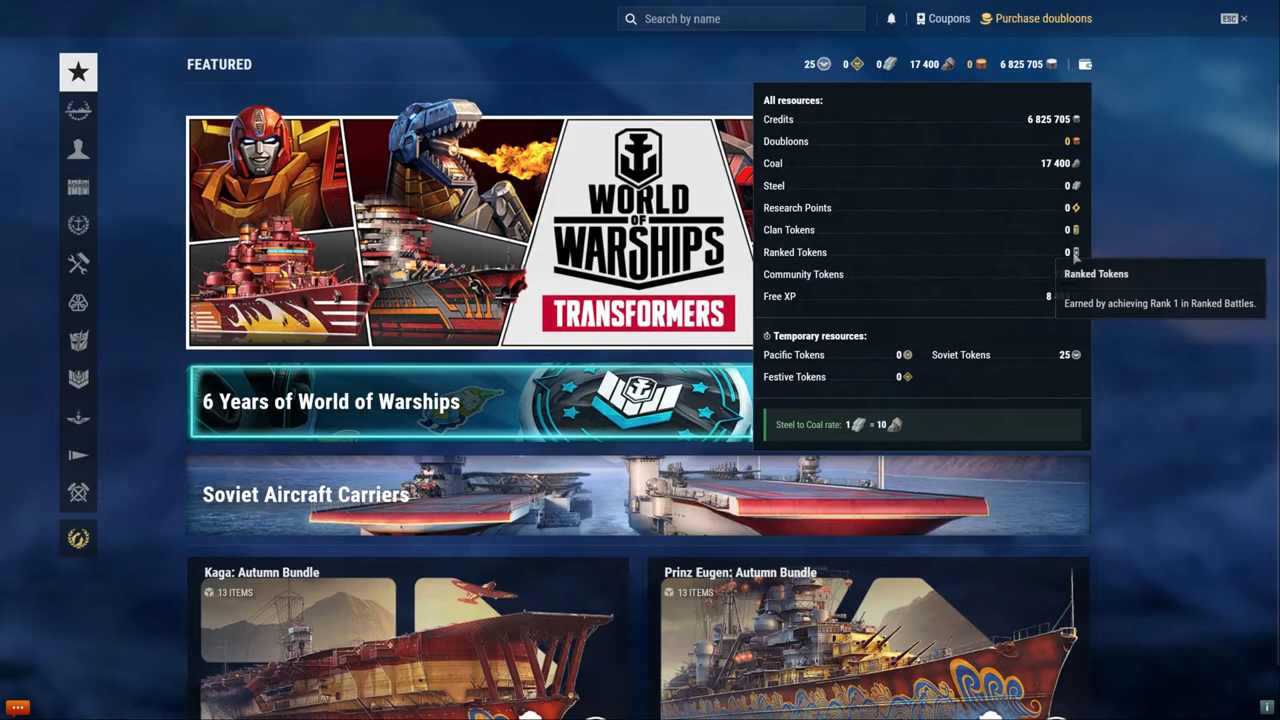 Search by name
Coupons
Purchase doubloons
ESC ×
FEATURED
25 0 0 17 400 0 6 825 705
WORLD
OF
WARSHIPS
TRANSFORMERS
All resources:
Credits 6 825 705
Doubloons 0
Coal 17 400
Steel 0
Research Points 0
Clan Tokens 0
Ranked Tokens 0
Community Tokens
Free XP 8
Ranked Tokens
Earned by achieving Rank 1 in Ranked Battles.
Temporary resources:
Pacific Tokens 0 Soviet Tokens 25
Festive Tokens 0
Steel to Coal rate: 1 = 10
6 Years of World of Warships
Soviet Aircraft Carriers
Kaga: Autumn Bundle
13 ITEMS
Prinz Eugen: Autumn Bundle
13 ITEMS